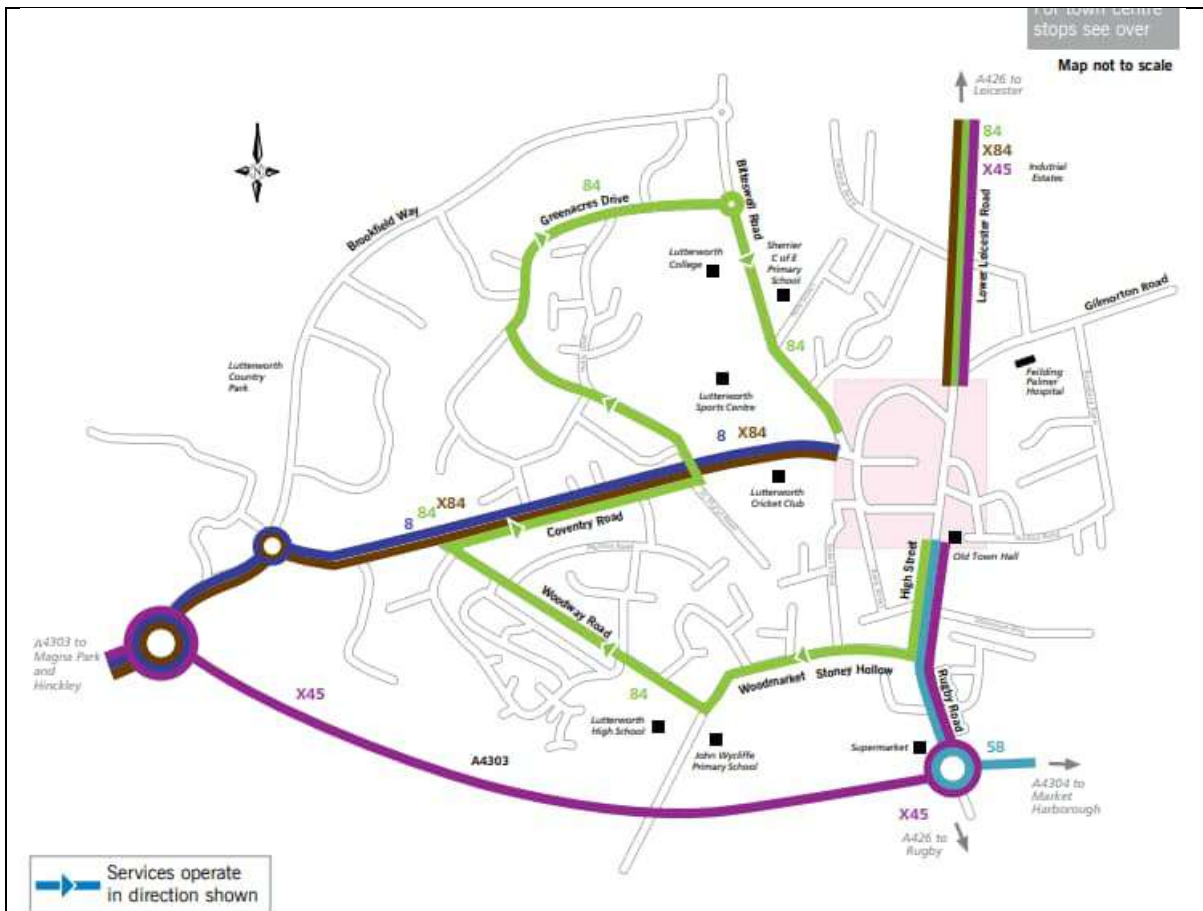 For town centre
stops see over
Map not to scale
A426 to
Leicester
84
X84
X45
Industrial
Estates
Lower Leicester Road
Gilmorton Road
Feilding
Palmer
Hospital
Bitteswell Road
84
Greenacres Drive
Brookfield Way
N
Lutterworth
College
Sherrier
C of E
Primary
School
84
Lutterworth
Country
Park
Lutterworth
Sports Centre
8
X84
Lutterworth
Cricket Club
X84
84
8
Coventry Road
Old Town Hall
High Street
Woodway Road
A4303 to
Magna Park
and
Hinckley
X45
84
Woodmarket
Stoney Hollow
Rugby Road
Lutterworth
High School
John Wycliffe
Primary School
Supermarket
58
A4303
A4304 to
Market
Harborough
X45
A426 to
Rugby
Services operate
in direction shown